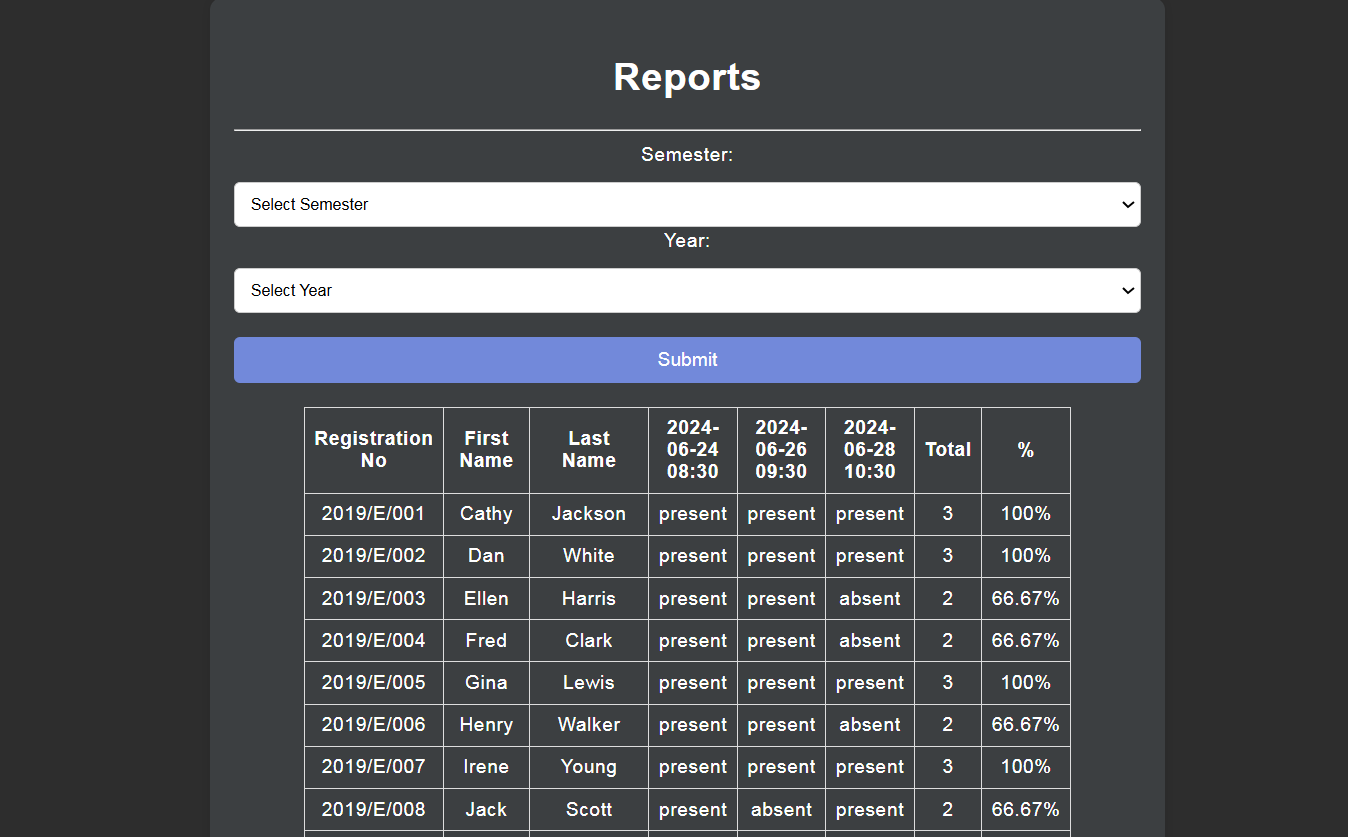 Reports
Semester:
Select Semester
Year:
Select Year
Submit
Registration No First Name Last Name 2024-06-24 08:30 2024-06-26 09:30 2024-06-28 10:30 Total %
2019/E/001 Cathy Jackson present present present 3 100%
2019/E/002 Dan White present present present 3 100%
2019/E/003 Ellen Harris present present absent 2 66.67%
2019/E/004 Fred Clark present present absent 2 66.67%
2019/E/005 Gina Lewis present present present 3 100%
2019/E/006 Henry Walker present present absent 2 66.67%
2019/E/007 Irene Young present present present 3 100%
2019/E/008 Jack Scott present absent present 2 66.67%